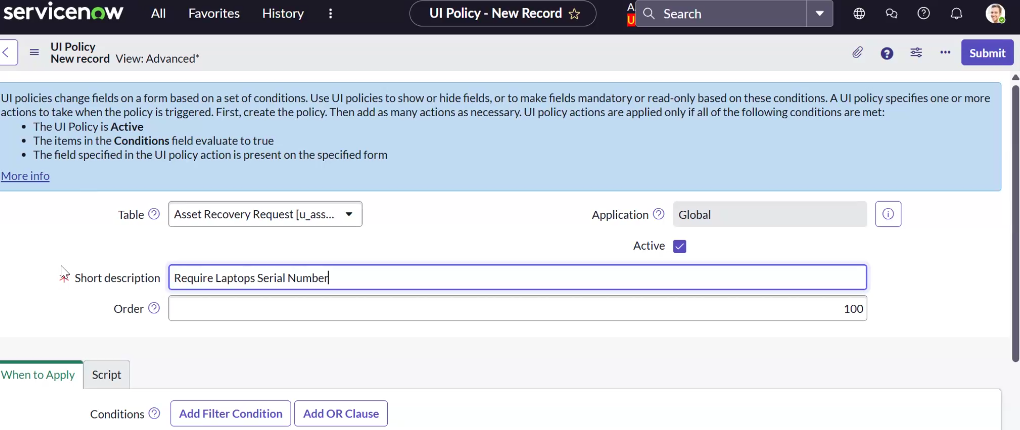 servicenow All Favorites History UI Policy - New Record A U Search
UI Policy
New record View: Advanced* Submit
UI policies change fields on a form based on a set of conditions. Use UI policies to show or hide fields, or to make fields mandatory or read-only based on these conditions. A UI policy specifies one or more
actions to take when the policy is triggered. First, create the policy. Then add as many actions as necessary. UI policy actions are applied only if all of the following conditions are met:
• The UI Policy is Active
• The items in the Conditions field evaluate to true
• The field specified in the UI policy action is present on the specified form
More info
Table Asset Recovery Request [u_ass... Application Global
Active
Short description Require Laptops Serial Number
Order 100
When to Apply Script
Conditions Add Filter Condition Add OR Clause